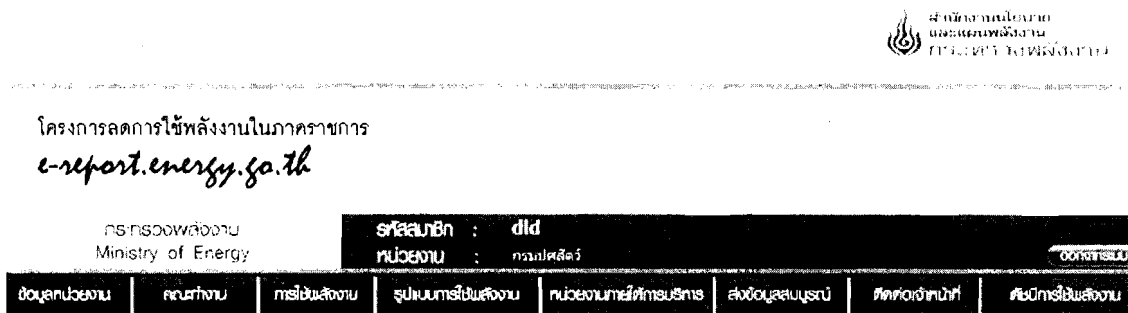 สำนักงานนโยบาย
และแผนพลังงาน
กระทรวงพลังงาน
โครงการลดการใช้พลังงานในภาคราชการ
e-report.energy.go.th
กระทรวงพลังงาน
Ministry of Energy
รหัสสมาชิก : dld
หน่วยงาน : กรมปศุสัตว์
ออกจากระบบ
ข้อมูลหน่วยงาน คณะทำงาน การใช้พลังงาน รูปแบบการใช้พลังงาน หน่วยงานภายใต้การบริหาร ส่งข้อมูลสมบูรณ์ ติดต่อเจ้าหน้าที่ ดัชนีการใช้พลังงาน